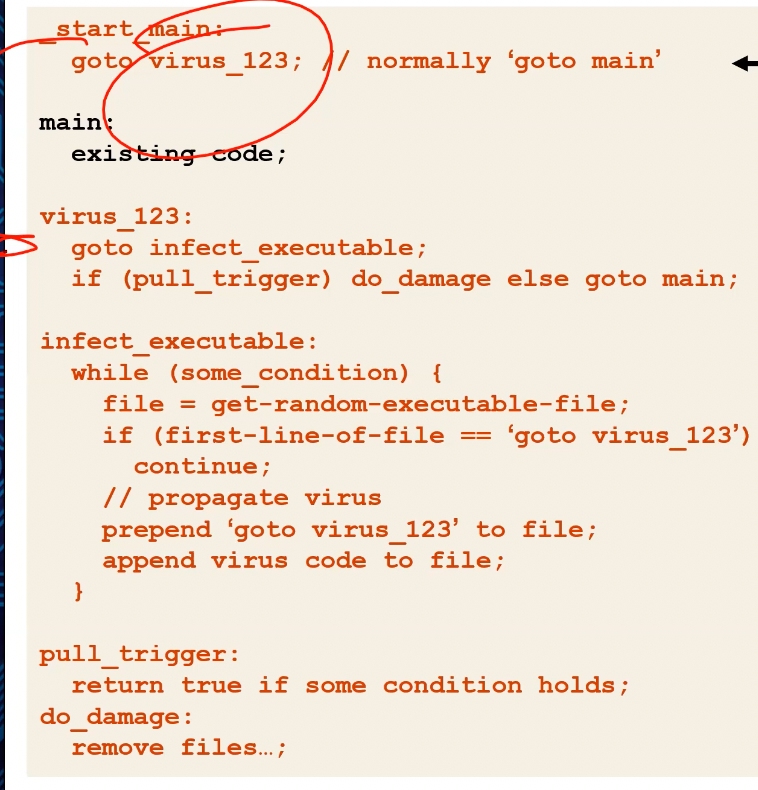 _start_main:
goto virus_123; // normally ‘goto main’
main:
existing code;
virus_123:
goto infect_executable;
if (pull_trigger) do_damage else goto main;
infect_executable:
while (some_condition) {
file = get-random-executable-file;
if (first-line-of-file == ‘goto virus_123’)
continue;
// propagate virus
prepend ‘goto virus_123’ to file;
append virus code to file;
}
pull_trigger:
return true if some condition holds;
do_damage:
remove files…;